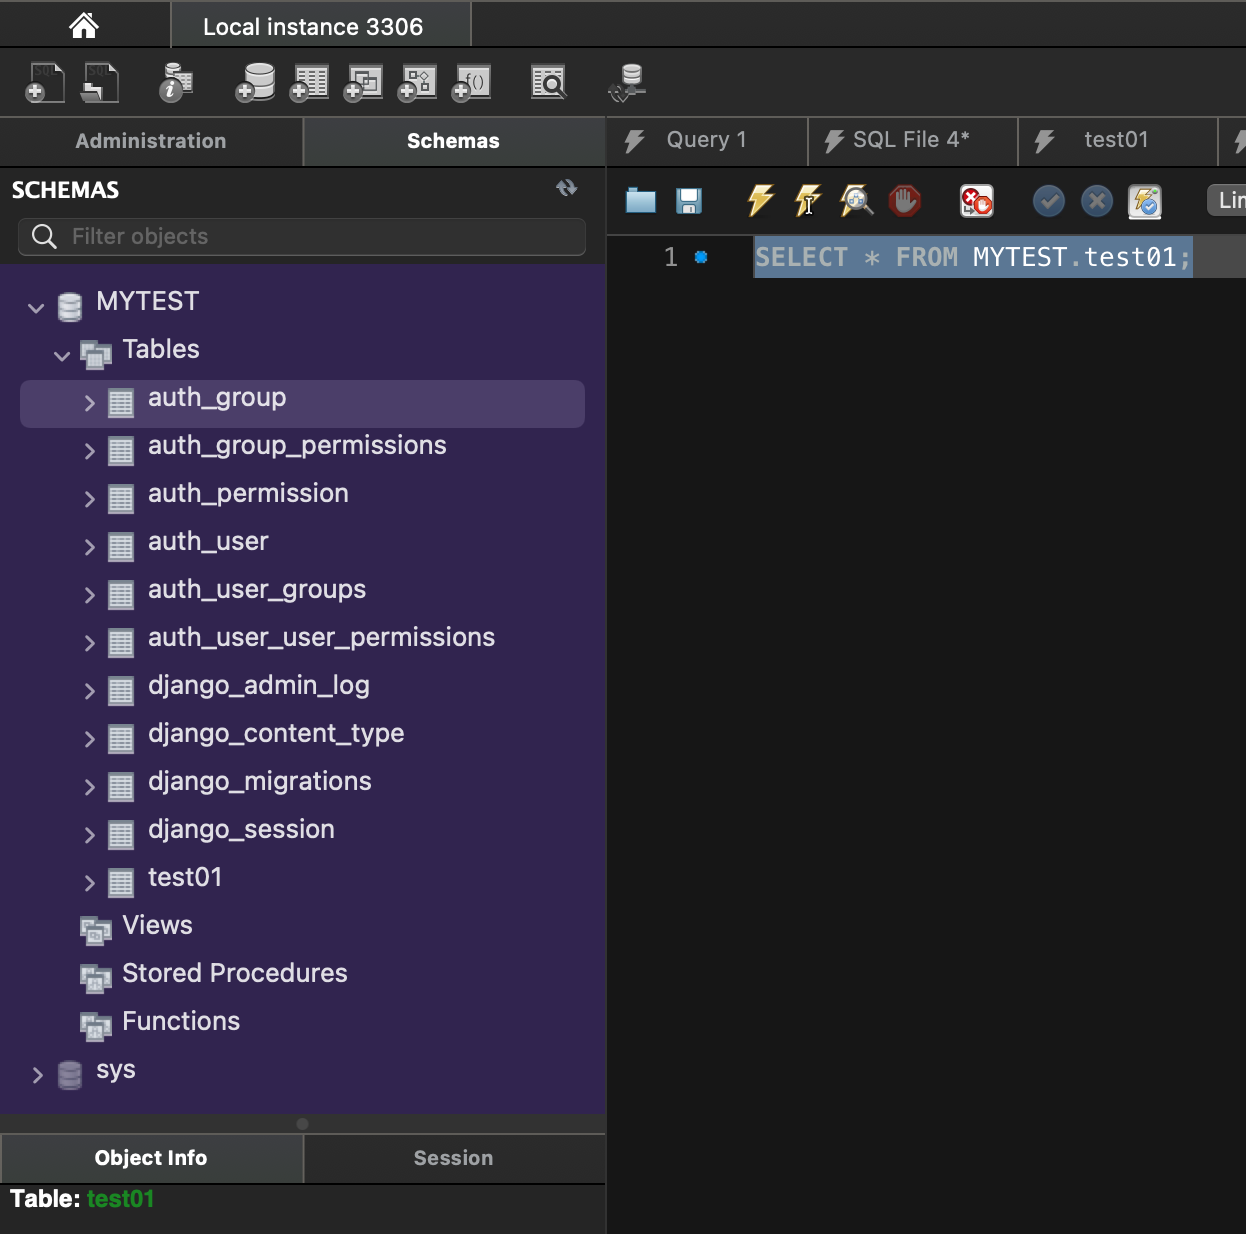 Local instance 3306
SQL
SQL
Administration
Schemas
Query 1
SQL File 4*
test01
SCHEMAS
Filter objects
Lin
1
SELECT * FROM MYTEST.test01;
MYTEST
Tables
auth_group
auth_group_permissions
auth_permission
auth_user
auth_user_groups
auth_user_user_permissions
django_admin_log
django_content_type
django_migrations
django_session
test01
Views
Stored Procedures
Functions
sys
Object Info
Session
Table: test01